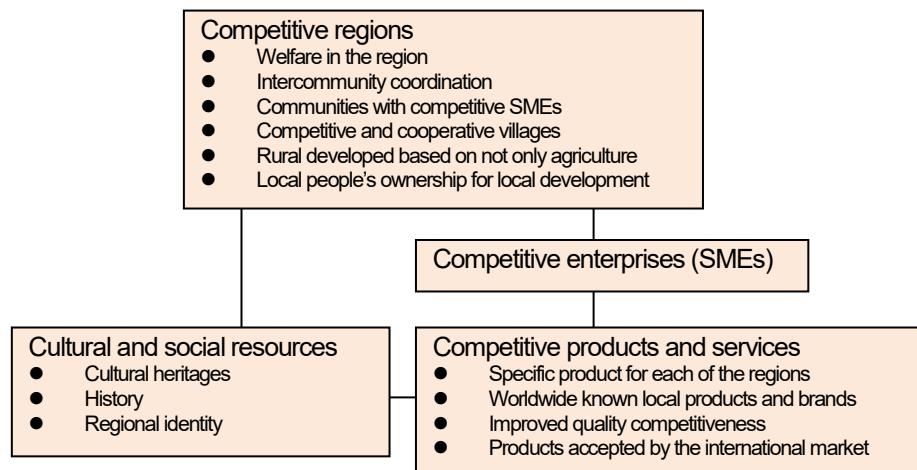 Competitive regions
● Welfare in the region
● Intercommunity coordination
● Communities with competitive SMEs
● Competitive and cooperative villages
● Rural developed based on not only agriculture
● Local people's ownership for local development
Competitive enterprises (SMEs)
Cultural and social resources
● Cultural heritages
● History
● Regional identity
Competitive products and services
● Specific product for each of the regions
● Worldwide known local products and brands
● Improved quality competitiveness
● Products accepted by the international market